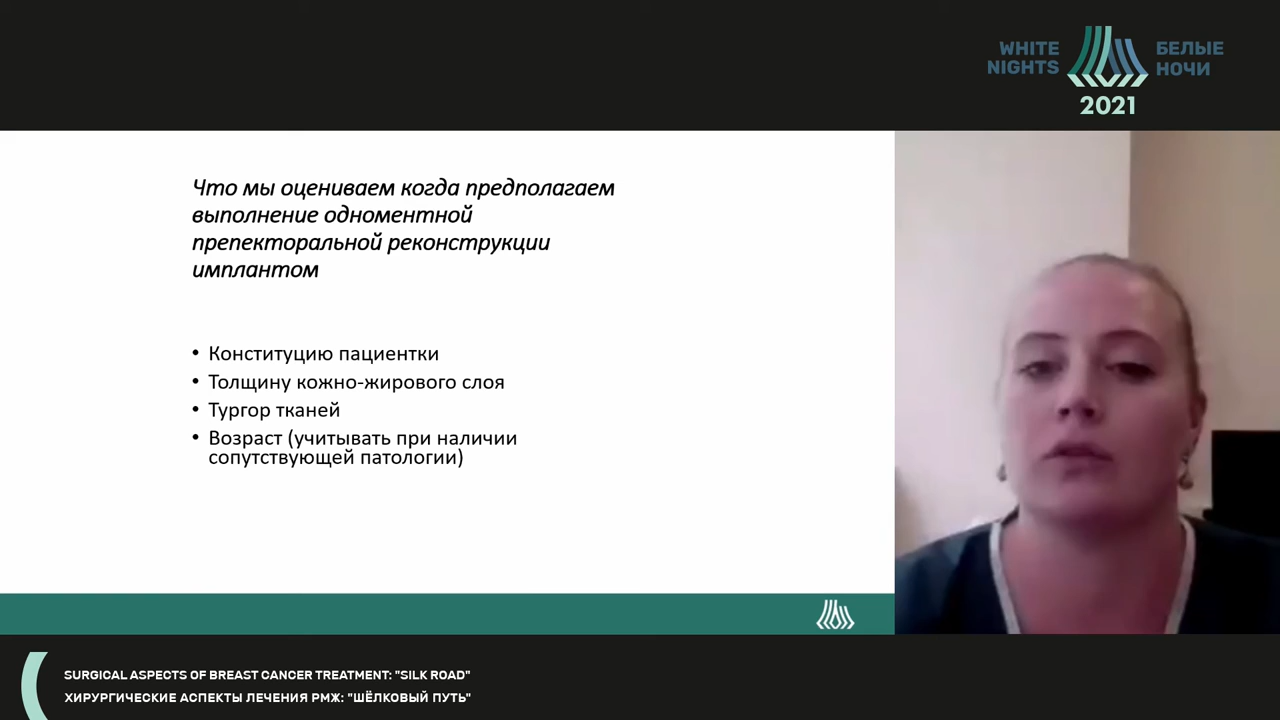 WHITE
NIGHTS
БЕЛЫЕ
НОЧИ
2021
Что мы оцениваем когда предполагаем
выполнение одноментной
препекторальной реконструкции
имплантом
• Конституцию пациентки
• Толщину кожно-жирового слоя
• Тургор тканей
• Возраст (учитывать при наличии
сопутствующей патологии)
SURGICAL ASPECTS OF BREAST CANCER TREATMENT: "SILK ROAD"
ХИРУРГИЧЕСКИЕ АСПЕКТЫ ЛЕЧЕНИЯ РМЖ: "ШЁЛКОВЫЙ ПУТЬ"